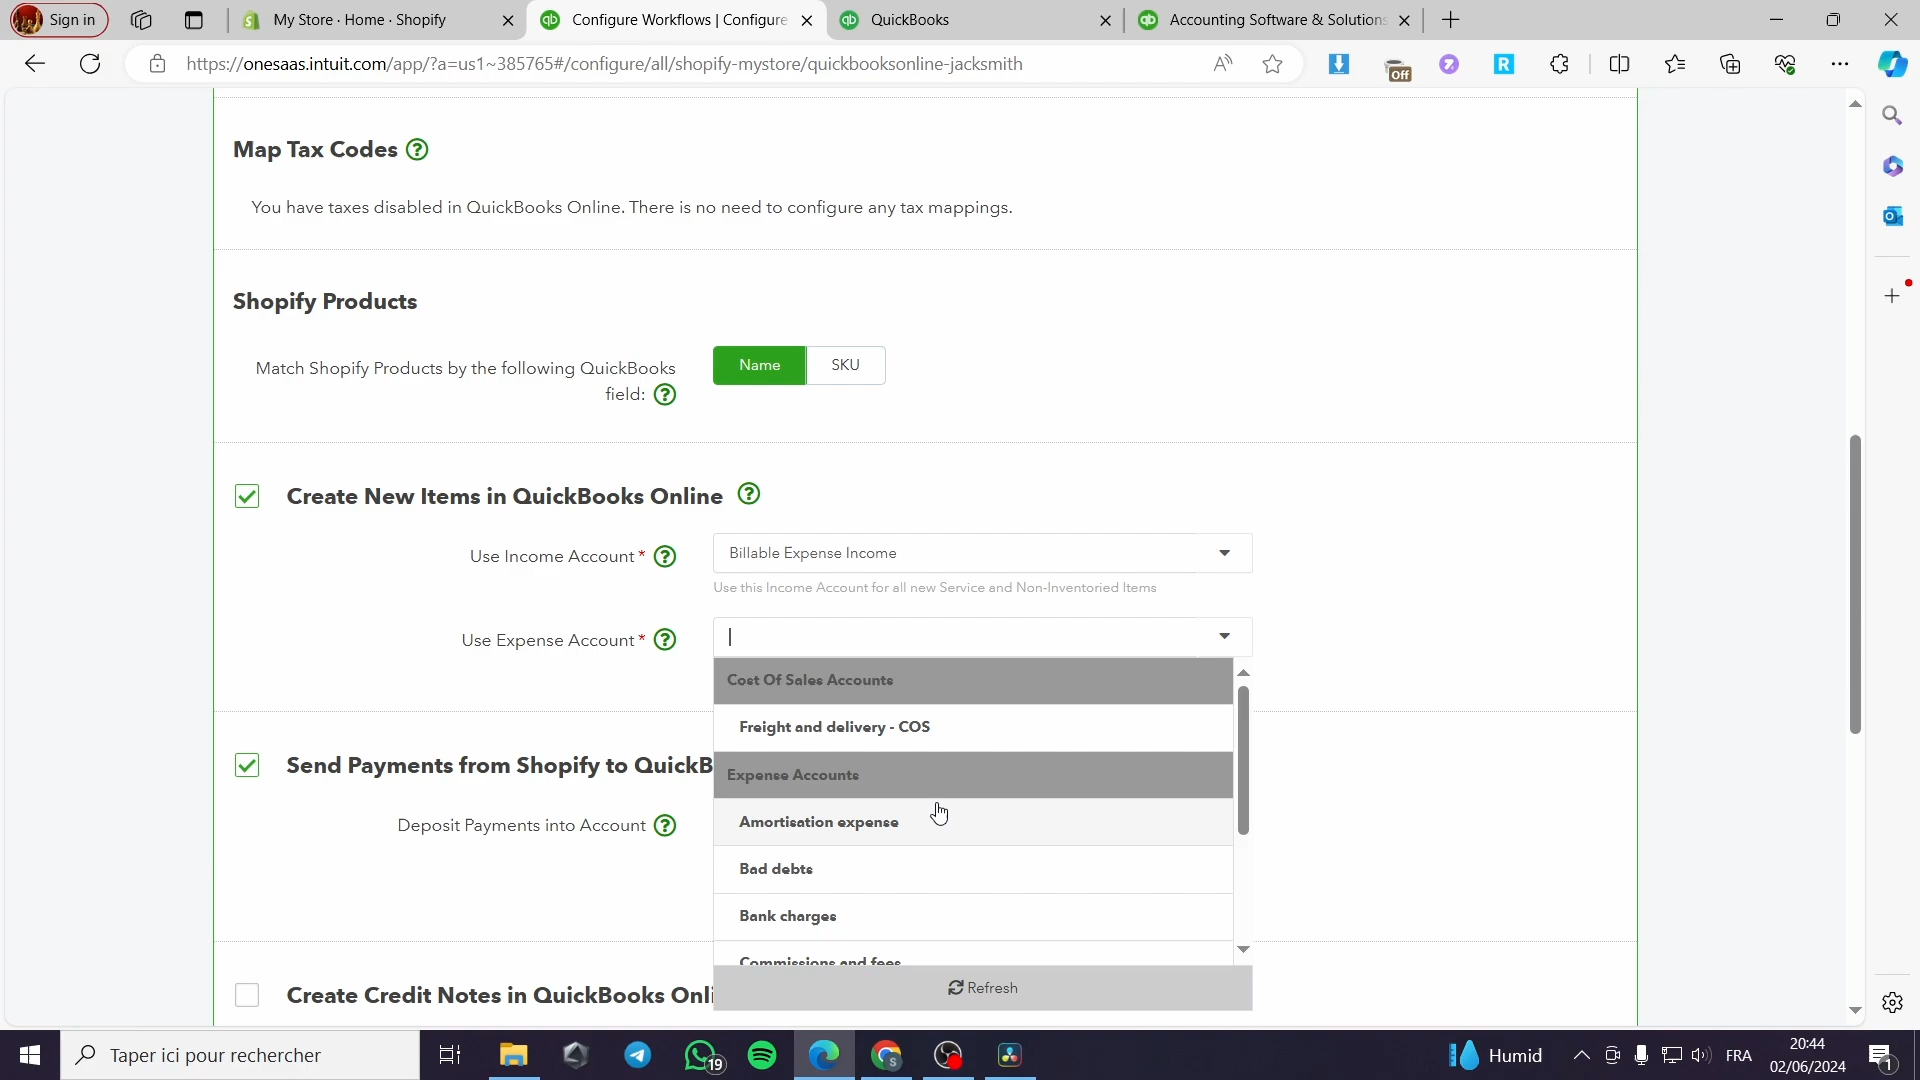 Sign in
My Store · Home · Shopify
Configure Workflows | Configure
QuickBooks
Accounting Software & Solutions
https://onesaas.intuit.com/app/?a=us1~385765#/configure/all/shopify-mystore/quickbooksonline-jacksmith
Off
Map Tax Codes ?
You have taxes disabled in QuickBooks Online. There is no need to configure any tax mappings.
Shopify Products
Match Shopify Products by the following QuickBooks
field: ?
Name
SKU
Create New Items in QuickBooks Online ?
Use Income Account * ?
Billable Expense Income
Use this Income Account for all new Service and Non-Inventoried Items
Use Expense Account * ?
Cost Of Sales Accounts
Freight and delivery - COS
Expense Accounts
Amortisation expense
Bad debts
Bank charges
Commissions and fees
Refresh
Send Payments from Shopify to QuickB
Deposit Payments into Account ?
Create Credit Notes in QuickBooks Onli
Taper ici pour rechercher
19
Humid
FRA
20:44
02/06/2024
1